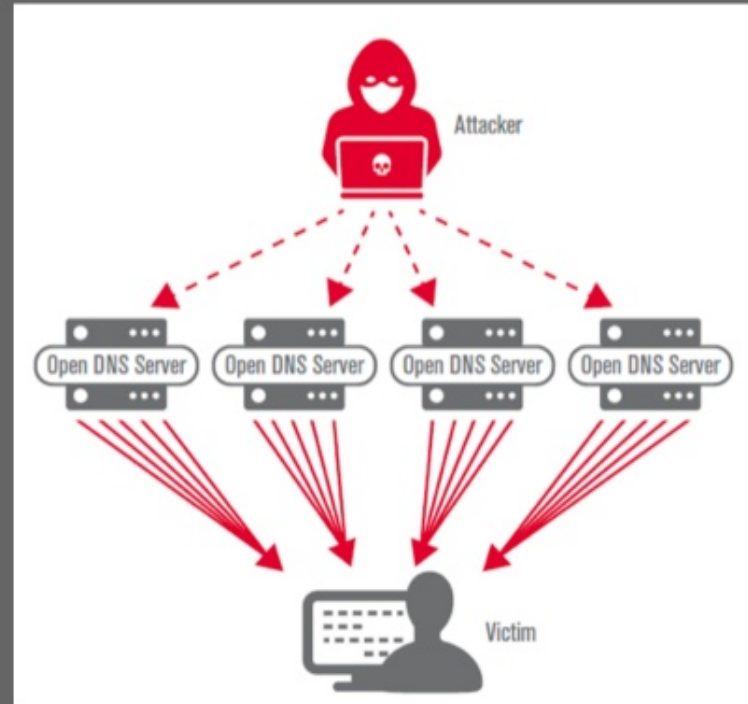 Attacker
Open DNS Server
Open DNS Server
Open DNS Server
Open DNS Server
Victim